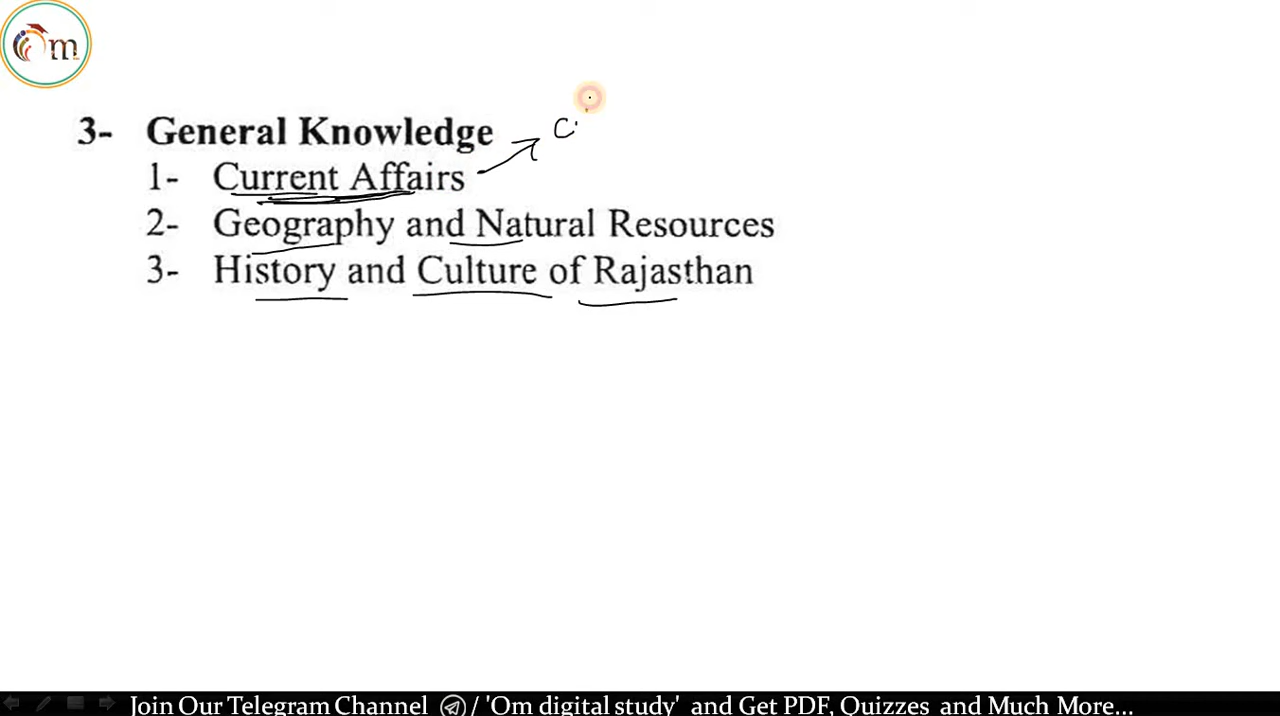 Om
3- General Knowledge
1- Current Affairs
2- Geography and Natural Resources
3- History and Culture of Rajasthan
Join Our Telegram Channel / 'Om digital study' and Get PDF, Quizzes and Much More...